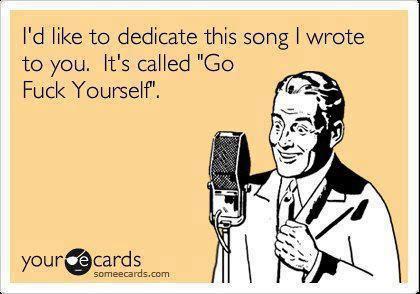 I'd like to dedicate this song I wrote
to you.  It's called "Go
Fuck Yourself".
your e cards
someecards.com